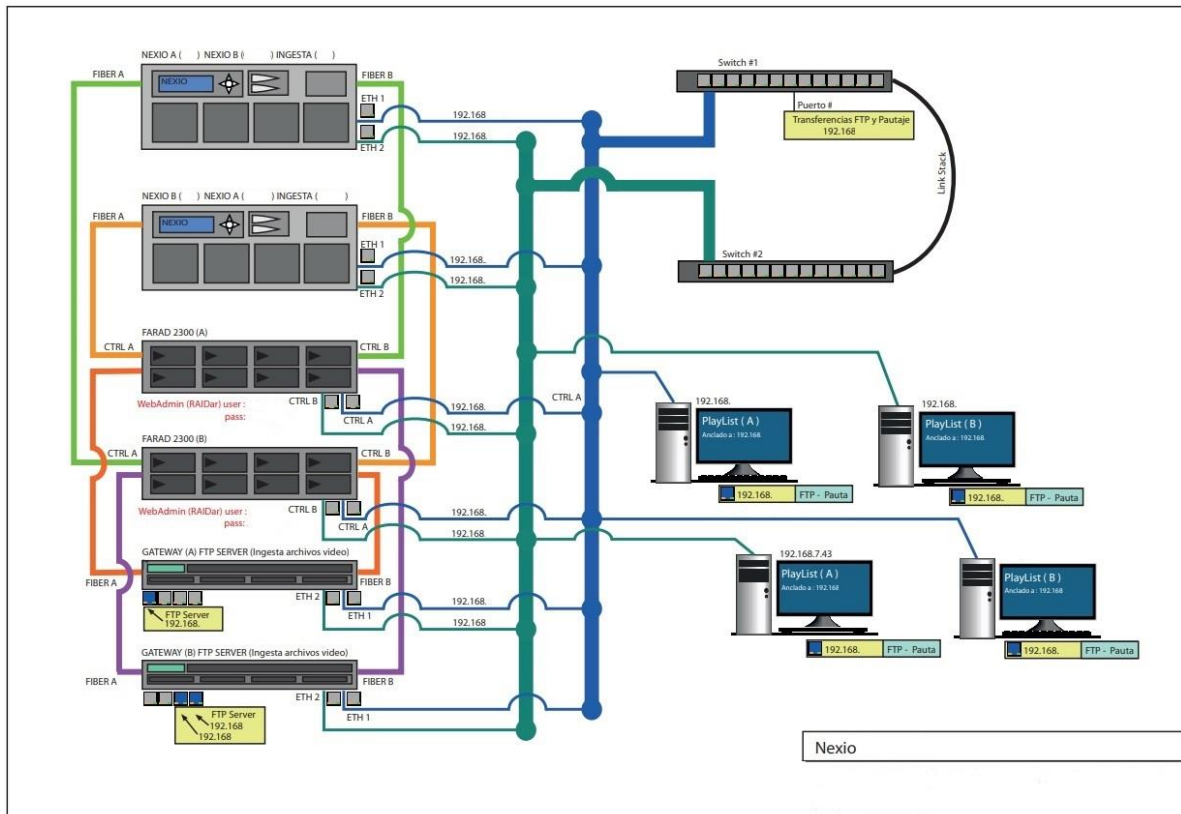 NEXIO A (      )  NEXIO B (          )  INGESTA (      )
FIBER A
FIBER B
NEXIO
ETH 1
192.168
192.168.
ETH 2
Switch #1
Puerto #
Transferencias FTP y Pautaje
192.168
Link Stack
NEXIO B (      )  NEXIO A (          )  INGESTA (          )
FIBER A
FIBER B
NEXIO
ETH 1
192.168.
192.168.
ETH 2
Switch #2
FARAD 2300 (A)
CTRL A
CTRL B
WebAdmin (RAIDar) user :
pass:
CTRL B
CTRL A
192.168.
192.168.
CTRL A
192.168.
PlayList ( A )
Anclado a : 192.168.
192.168.
FTP - Pauta
192.168.
PlayList ( B )
Anclado a : 192.168.
192.168.
FTP - Pauta
FARAD 2300 (B)
CTRL A
CTRL B
WebAdmin (RAIDar) user :
pass:
CTRL B
CTRL A
192.168.
192.168.
GATEWAY (A) FTP SERVER (Ingesta archivos video)
FIBER A
FIBER B
FTP Server
192.168.
ETH 2
ETH 1
192.168.
192.168
192.168.7.43
PlayList ( A )
Anclado a : 192.168
192.168.
FTP - Pauta
PlayList ( B )
Anclado a : 192.168
192.168.
FTP - Pauta
GATEWAY (B) FTP SERVER (Ingesta archivos video)
FIBER A
FIBER B
FTP Server
192.168
192.168
ETH 2
ETH 1
Nexio